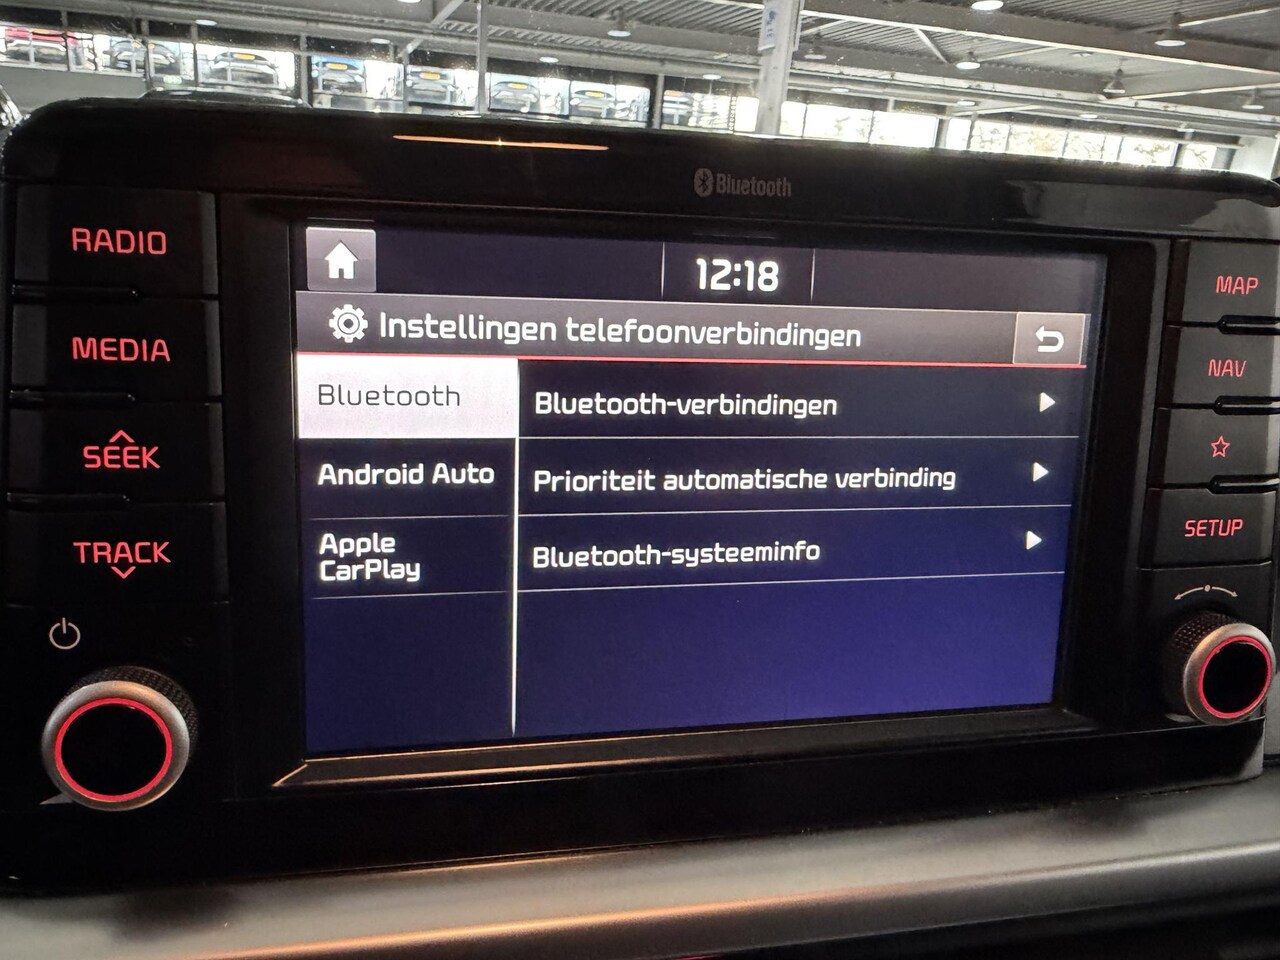 Bluetooth
RADIO
MEDIA
SEEK
TRACK
12:18
Instellingen telefoonverbindingen
Bluetooth
Android Auto
Apple
CarPlay
Bluetooth-verbindingen
Prioriteit automatische verbinding
Bluetooth-systeeminfo
MAP
NAV
SETUP